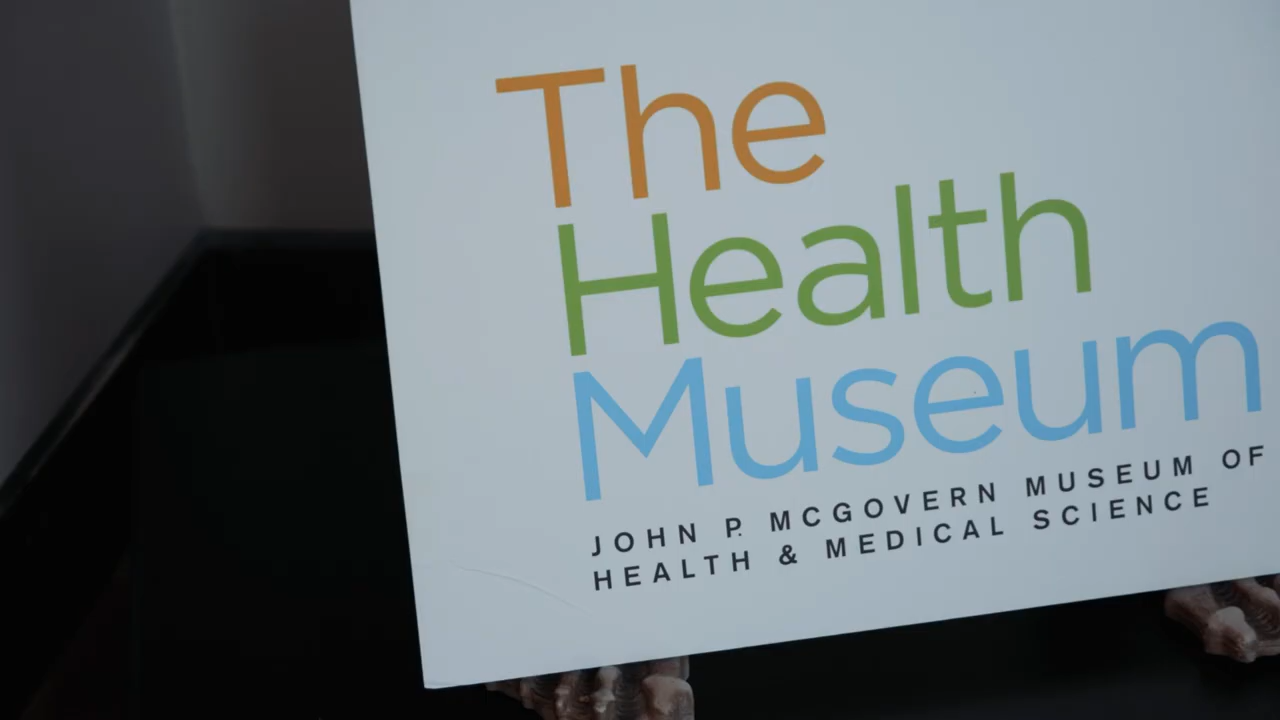 The
Health
Museum
JOHN P. MCGOVERN MUSEUM OF
HEALTH & MEDICAL SCIENCE